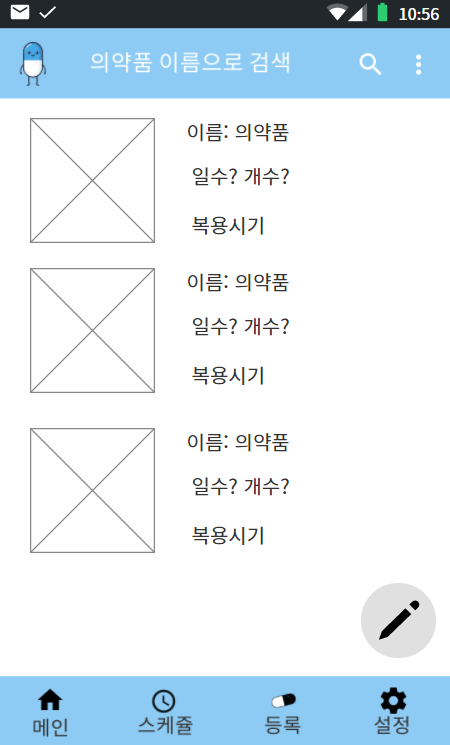 10:56
의약품 이름으로 검색
이름: 의약품
일수? 개수?
복용시기
이름: 의약품
일수? 개수?
복용시기
이름: 의약품
일수? 개수?
복용시기
메인 스케쥴 등록 설정